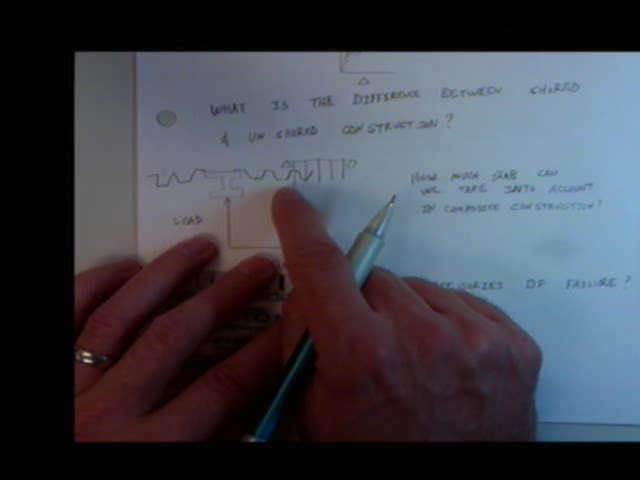 WHAT IS THE DIFFERENCE BETWEEN SHORED
& UNSHORED CONSTRUCTION?
HOW MUCH SLAB CAN
WE TAKE INTO ACCOUNT
IN COMPOSITE CONSTRUCTION?
LOAD
OF FAILURE?